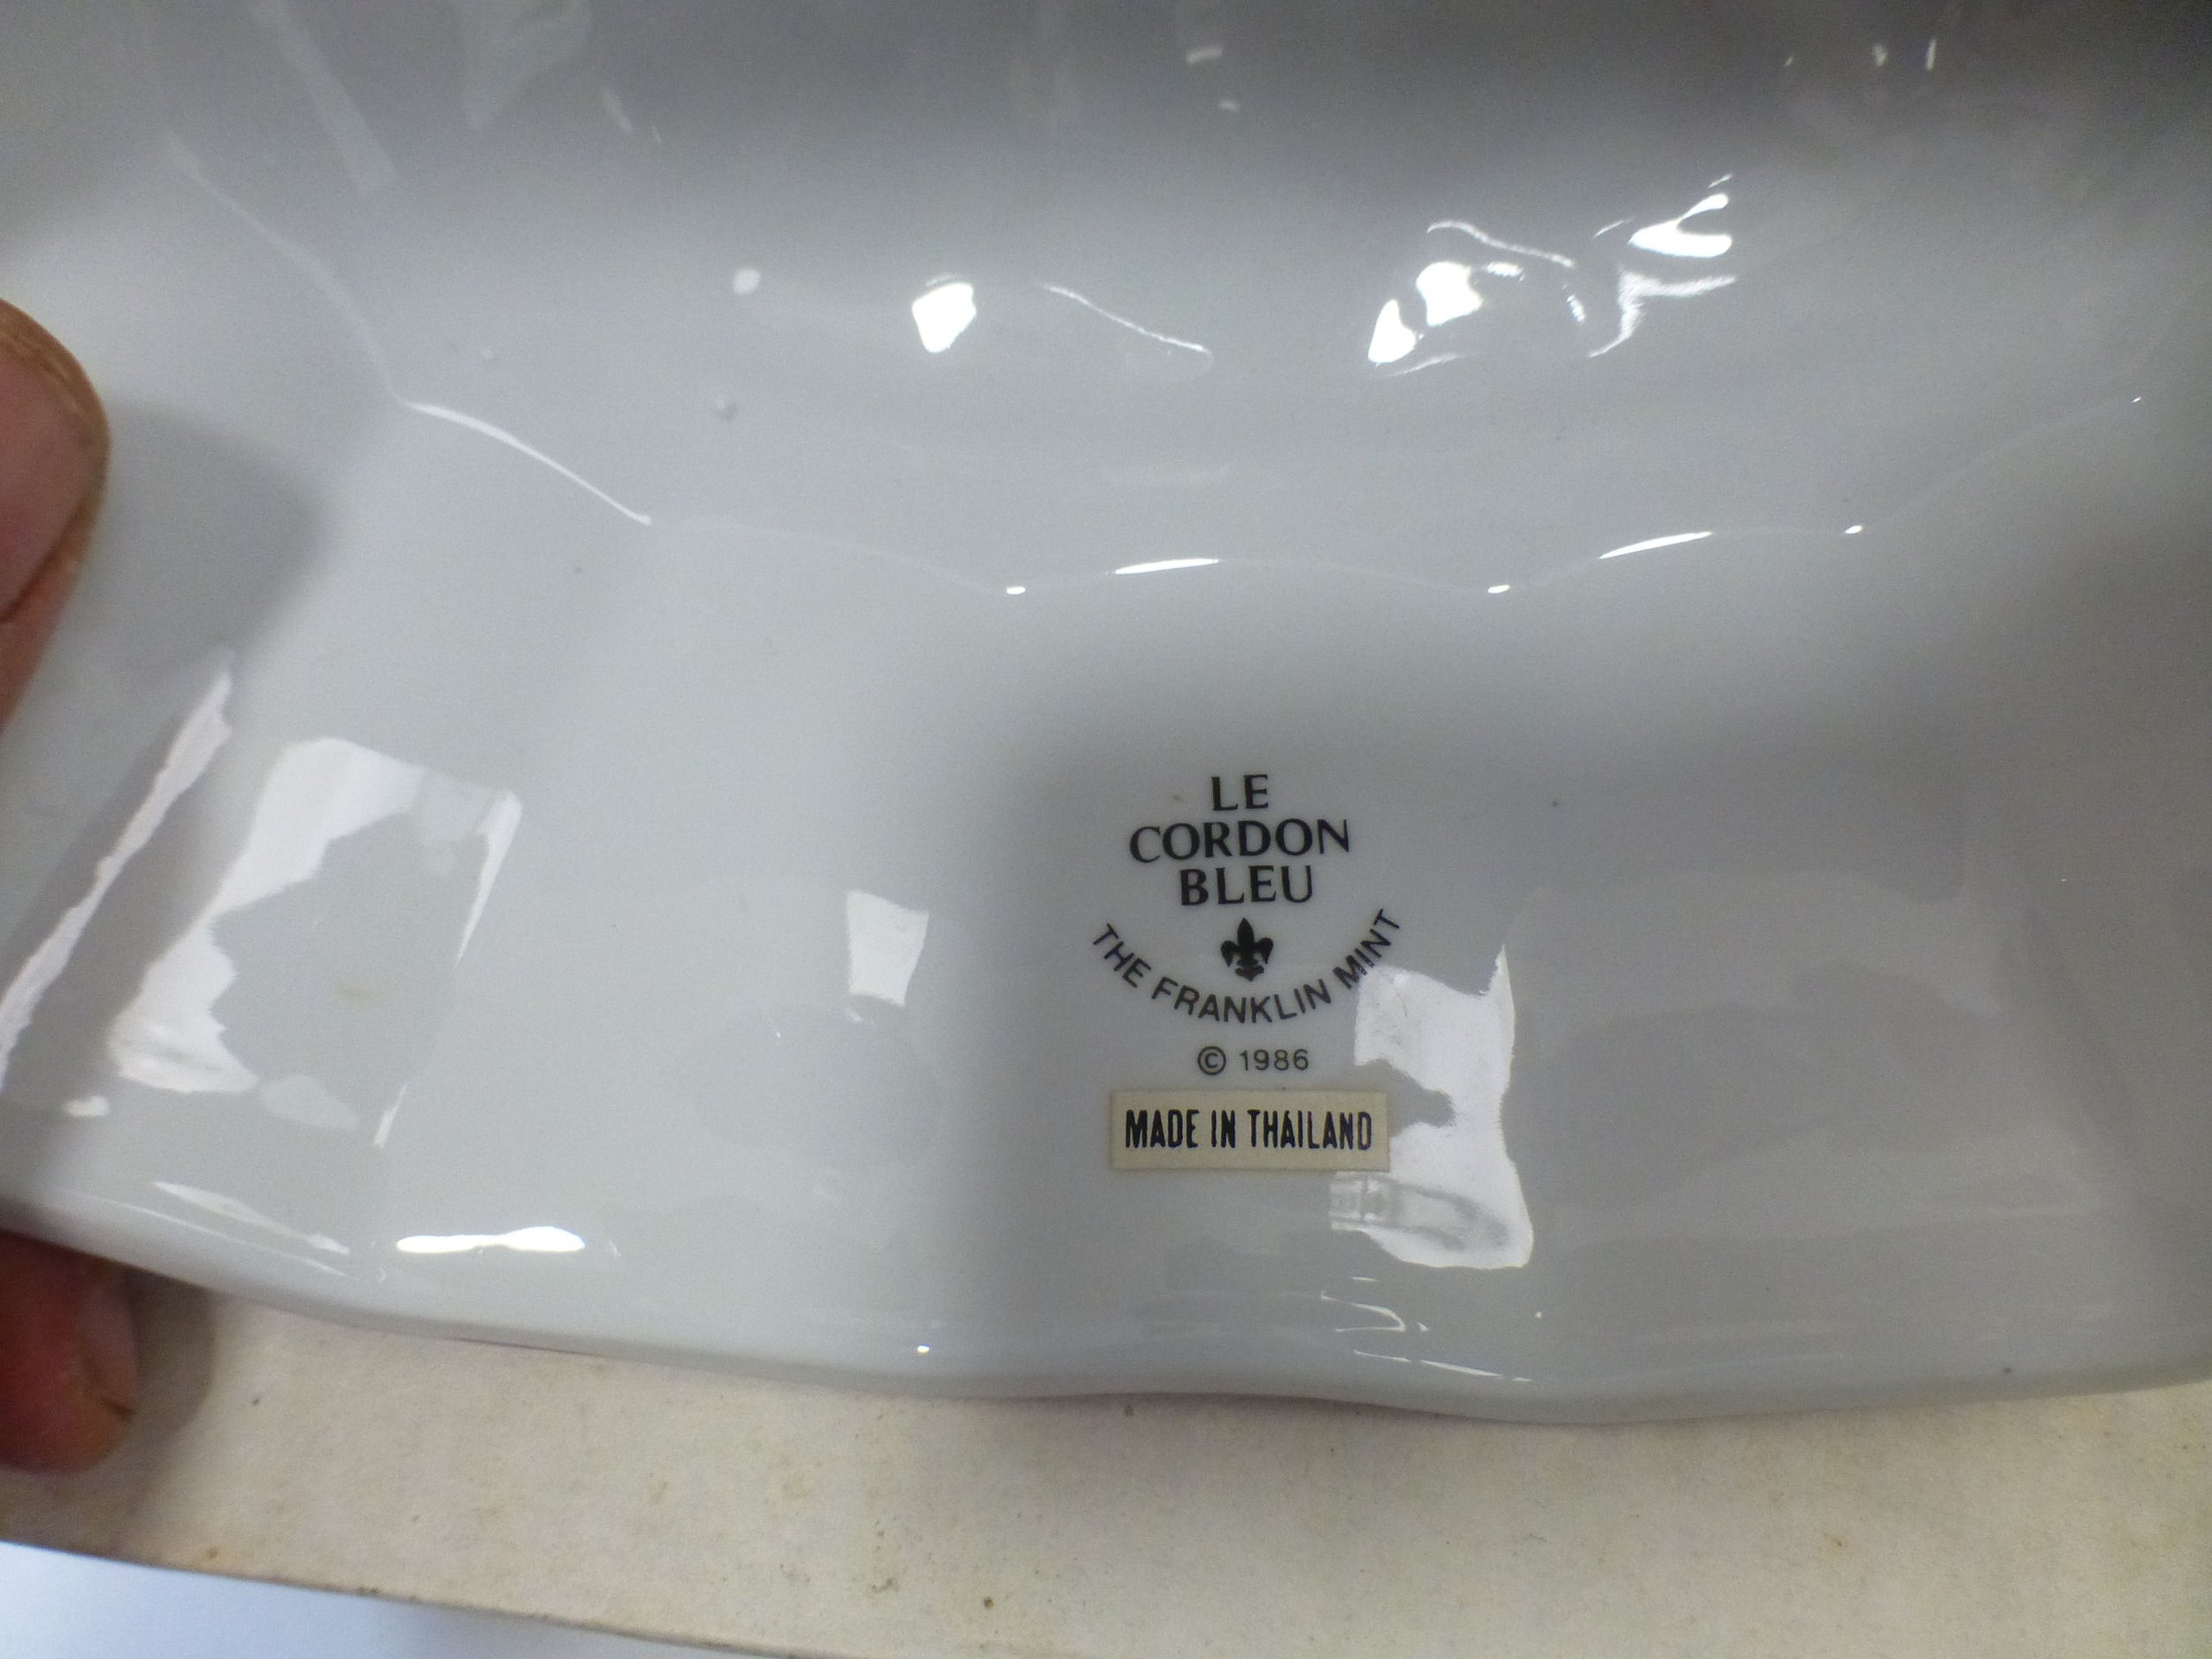 LE
CORDON
BLEU
THE FRANKLIN MINT
© 1986
MADE IN THAILAND